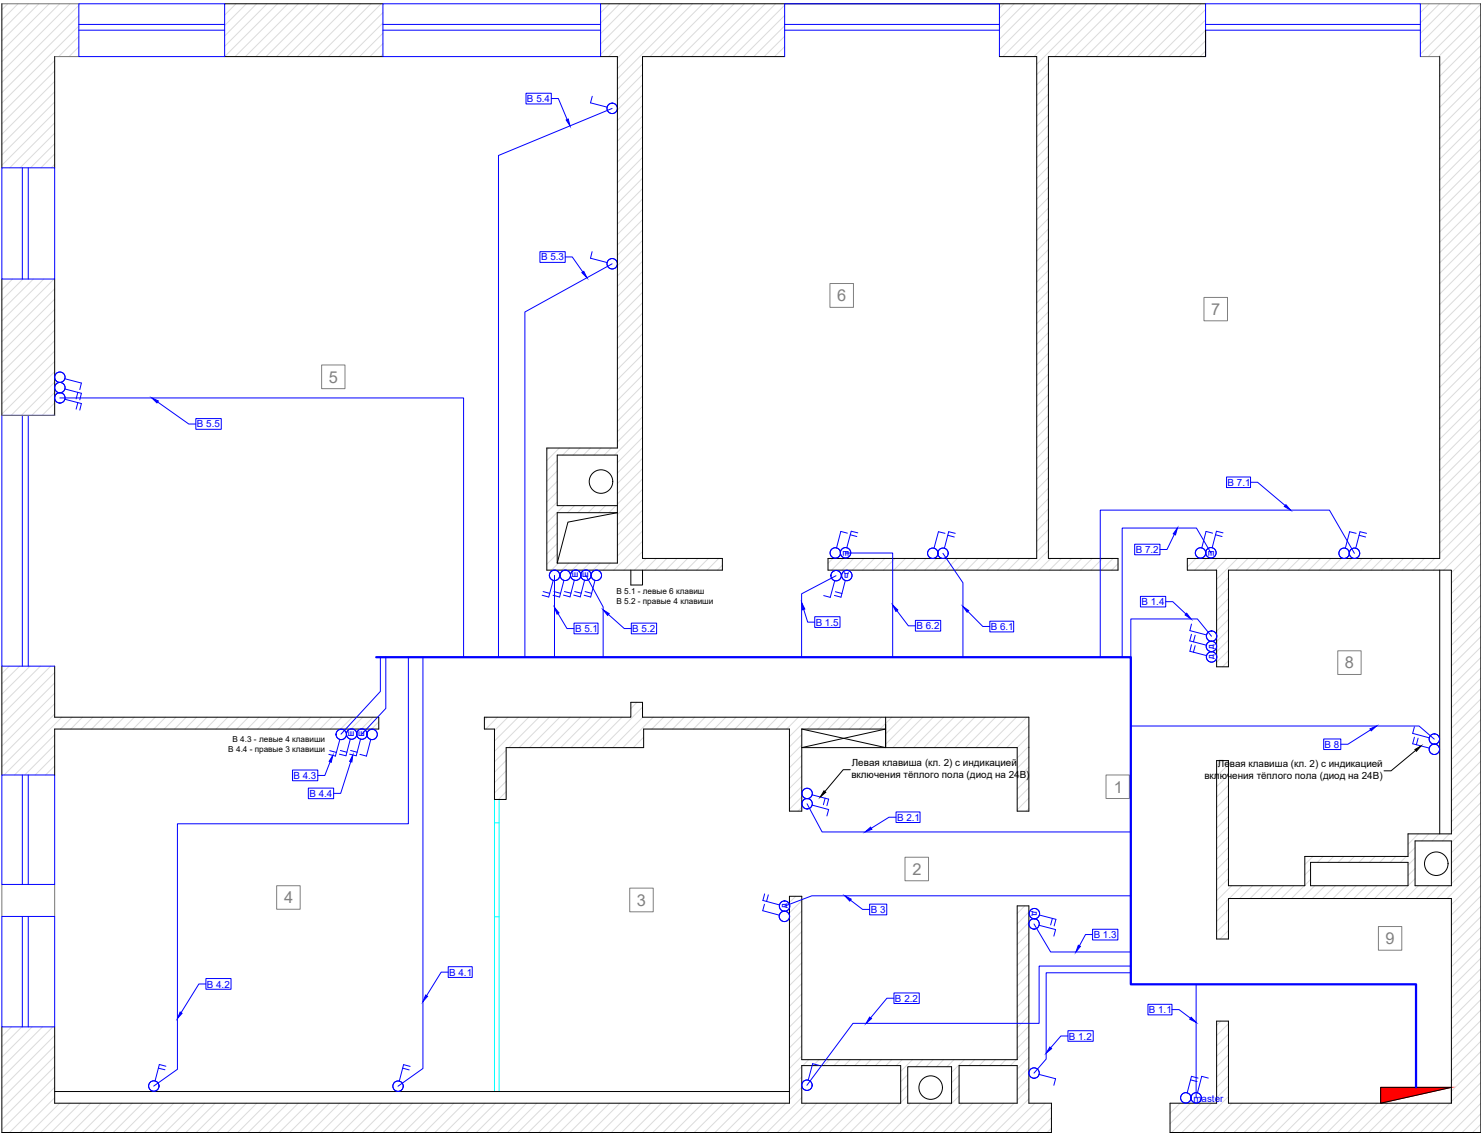 B 5.4
B 5.3
6
7
5
B 5.5
B 7.1
B 7.2
B 5.1 - левые 6 клавиш
B 5.2 - правые 4 клавиши
B 5.1
B 5.2
B 1.5
B 6.2
B 6.1
B 1.4
8
B 4.3 - левые 4 клавиши
B 4.4 - правые 3 клавиши
B 4.3
B 4.4
B 8
Левая клавиша (кл. 2) с индикацией
включения тёплого пола (диод на 24В)
Левая клавиша (кл. 2) с индикацией
включения тёплого пола (диод на 24В)
1
B 2.1
2
4
3
B 3
B 1.3
9
B 4.2
B 4.1
B 2.2
B 1.1
B 1.2
master